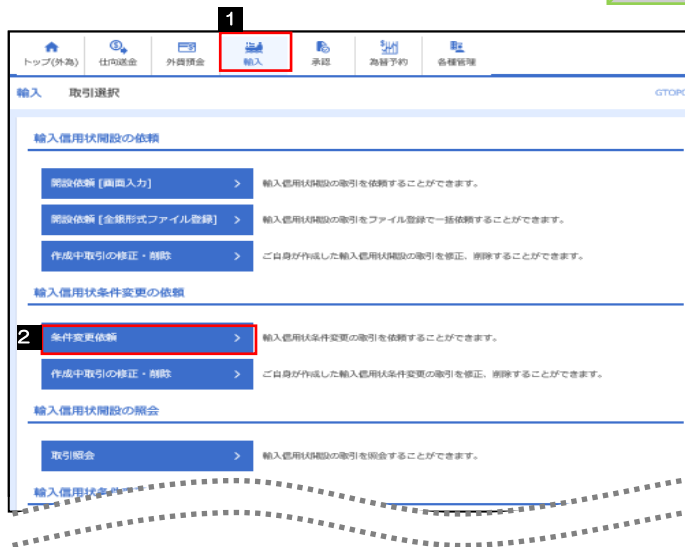 1
トップ(外為) 仕向送金 外貨預金 輸入 承認 為替予約 各種管理
輸入 取引選択 GTOP
輸入信用状開設の依頼
開設依頼 [画面入力] > 輸入信用状開設の取引を依頼することができます。
開設依頼 [全銀形式ファイル登録] > 輸入信用状開設の取引をファイル登録で一括依頼することができます。
作成中取引の修正・削除 > ご自身が作成した輸入信用状開設の取引を修正、削除することができます。
輸入信用状条件変更の依頼
2 条件変更依頼 > 輸入信用状条件変更の取引を依頼することができます。
作成中取引の修正・削除 > ご自身が作成した輸入信用状条件変更の取引を修正、削除することができます。
輸入信用状開設の照会
取引照会 > 輸入信用状開設の取引を照会することができます。
輸入信用状条件